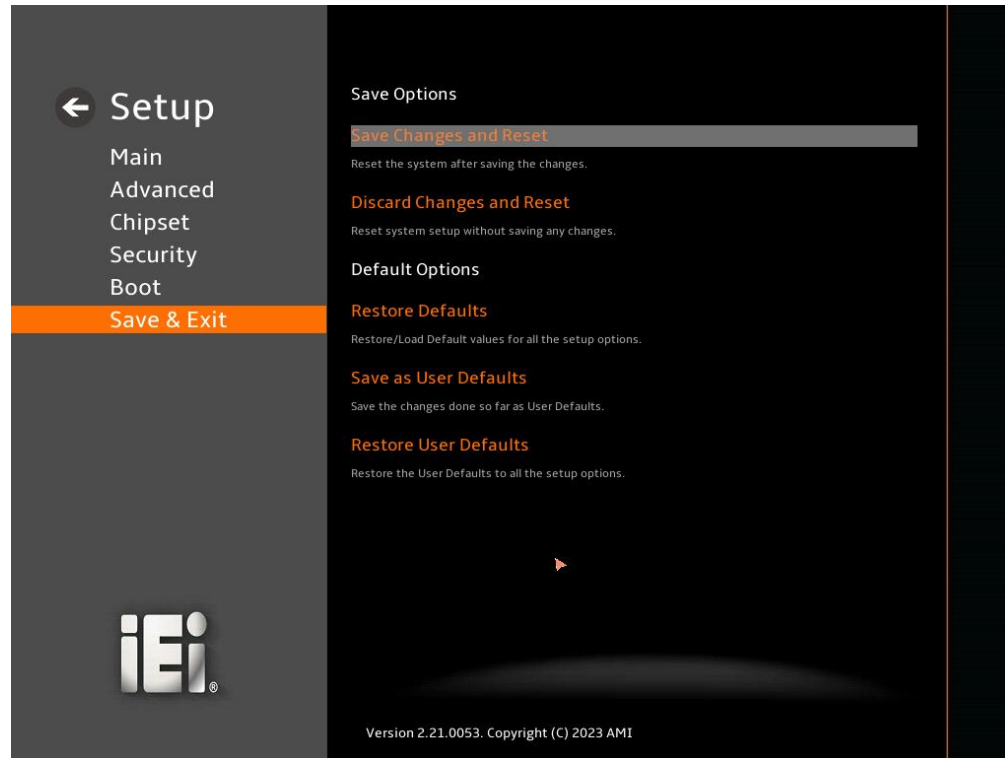 Setup
Main
Advanced
Chipset
Security
Boot
Save & Exit
iEi®
Save Options
Save Changes and Reset
Reset the system after saving the changes.
Discard Changes and Reset
Reset system setup without saving any changes.
Default Options
Restore Defaults
Restore/Load Default values for all the setup options.
Save as User Defaults
Save the changes done so far as User Defaults.
Restore User Defaults
Restore the User Defaults to all the setup options.
Version 2.21.0053. Copyright (C) 2023 AMI